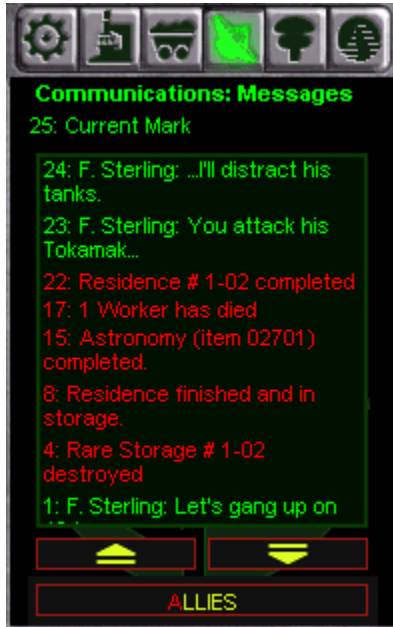 Communications: Messages
25: Current Mark
24: F. Sterling: ...I'll distract his
tanks.
23: F. Sterling: You attack his
Tokamak...
22: Residence # 1-02 completed
17: 1 Worker has died
15: Astronomy (item 02701)
completed.
8: Residence finished and in
storage.
4: Rare Storage # 1-02
destroyed
1: F. Sterling: Let's gang up on
ALLIES